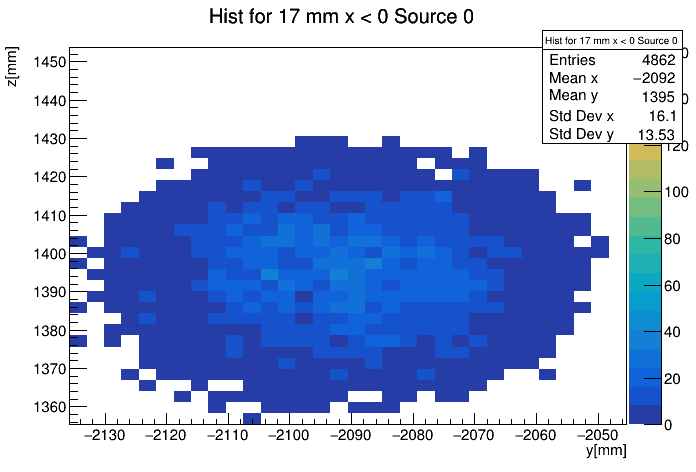 Hist for 17 mm x < 0 Source 0
Hist for 17 mm x < 0 Source 0
Entries 4862
Mean x −2092
Mean y 1395
Std Dev x 16.1
Std Dev y 13.53
z[mm]
1450
1440
1430
1420
1410
1400
1390
1380
1370
1360
−2130 −2120 −2110 −2100 −2090 −2080 −2070 −2060 −2050
y[mm]
120
100
80
60
40
20
0